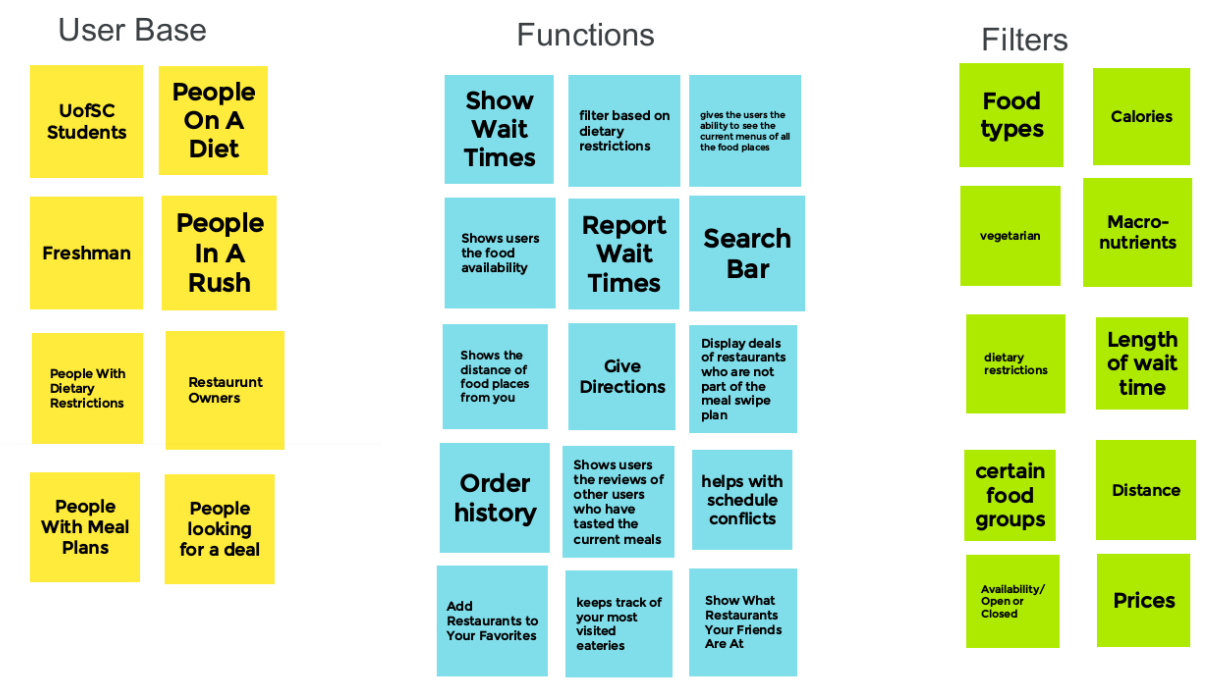 User Base
UofSC
Students
People
On A
Diet
Freshman
People
In A
Rush
People With
Dietary
Restrictions
Restaurunt
Owners
People
With Meal
Plans
People
looking
for a deal
Functions
Show
Wait
Times
filter based on
dietary
restrictions
gives the users the
ability to see the
current menus of all
the food places
Shows users
the food
availability
Report
Wait
Times
Search
Bar
Shows the
distance of
food places
from you
Give
Directions
Display deals
of restaurants
who are not
part of the
meal swipe
plan
Order
history
Shows users
the reviews of
other users
who have
tasted the
current meals
helps with
schedule
conflicts
Add
Restaurants to
Your Favorites
keeps track of
your most
visited
eateries
Show What
Restaurants
Your Friends
Are At
Filters
Food
types
Calories
vegetarian
Macro-
nutrients
dietary
restrictions
Length
of wait
time
certain
food
groups
Distance
Availability/
Open or
Closed
Prices